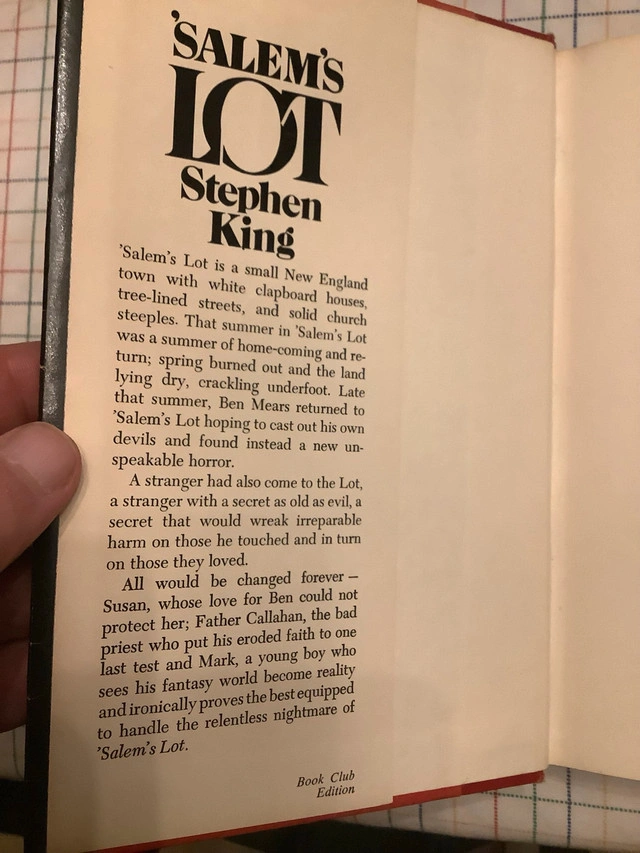 'SALEM'S
LOT
Stephen
King
'Salem's Lot is a small New England
town with white clapboard houses,
tree-lined streets, and solid church
steeples. That summer in 'Salem's Lot
was a summer of home-coming and re-
turn; spring burned out and the land
lying dry, crackling underfoot. Late
that summer, Ben Mears returned to
'Salem's Lot hoping to cast out his own
devils and found instead a new un-
speakable horror.
A stranger had also come to the Lot,
a stranger with a secret as old as evil, a
secret that would wreak irreparable
harm on those he touched and in turn
on those they loved.
All would be changed forever —
Susan, whose love for Ben could not
protect her; Father Callahan, the bad
priest who put his eroded faith to one
last test and Mark, a young boy who
sees his fantasy world become reality
and ironically proves the best equipped
to handle the relentless nightmare of
'Salem's Lot.
Book Club
Edition